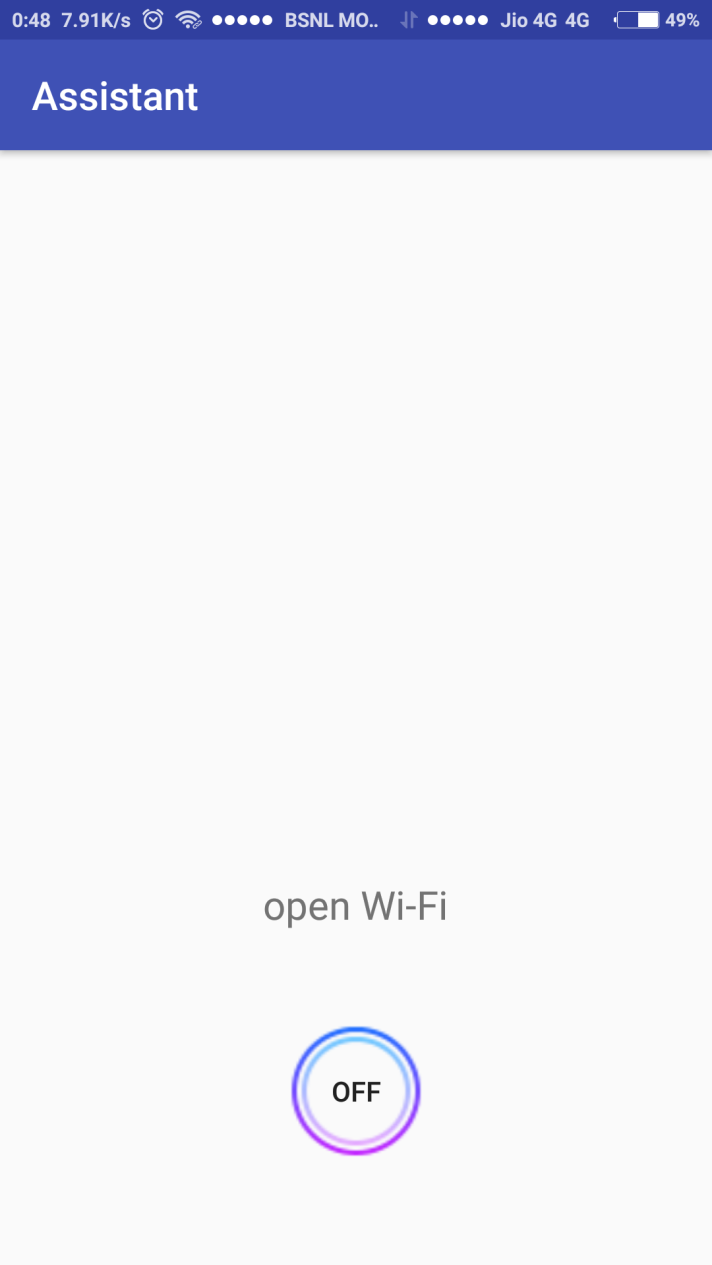 0:48 7.91K/s BSNL MO.. Jio 4G 4G 49%
Assistant
open Wi-Fi
OFF